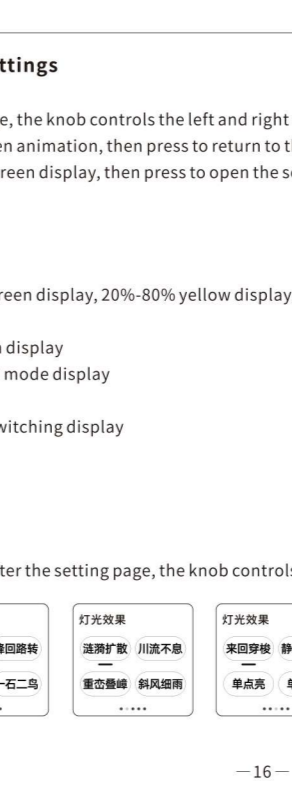 ttings
e, the knob controls the left and right
en animation, then press to return to th
reen display, then press to open the s
reen display, 20%-80% yellow display
display
mode display
witching display
ter the setting page, the knob controls
灯光效果 灯光效果
峰回路转 涟漪扩散 川流不息 来回穿梭 静
一石二鸟 重峦叠嶂 斜风细雨 单点亮
—16—